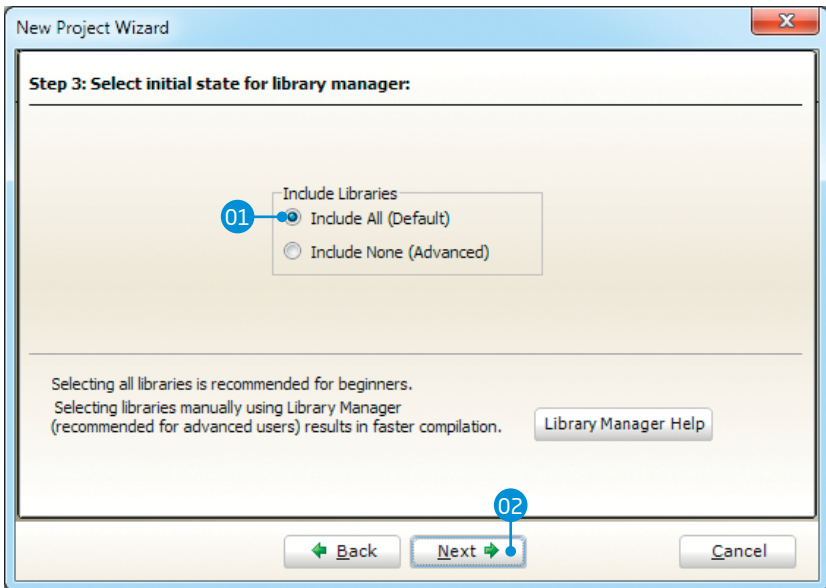 New Project Wizard
Step 3: Select initial state for library manager:
Include Libraries
01
Include All (Default)
Include None (Advanced)
Selecting all libraries is recommended for beginners.
Selecting libraries manually using Library Manager
(recommended for advanced users) results in faster compilation.
Library Manager Help
02
Back
Next
Cancel